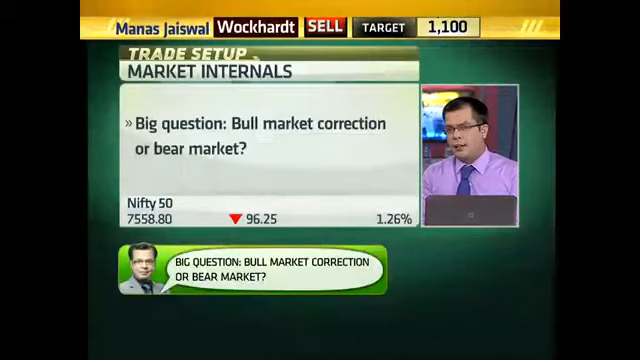 Manas Jaiswal Wockhardt SELL TARGET 1,100
TRADE SETUP
MARKET INTERNALS
» Big question: Bull market correction
or bear market?
Nifty 50
7558.80 ▼ 96.25 1.26%
BIG QUESTION: BULL MARKET CORRECTION
OR BEAR MARKET?